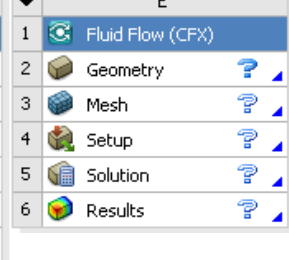 E
1 Fluid Flow (CFX)
2 Geometry ?
3 Mesh ?
4 Setup ?
5 Solution ?
6 Results ?